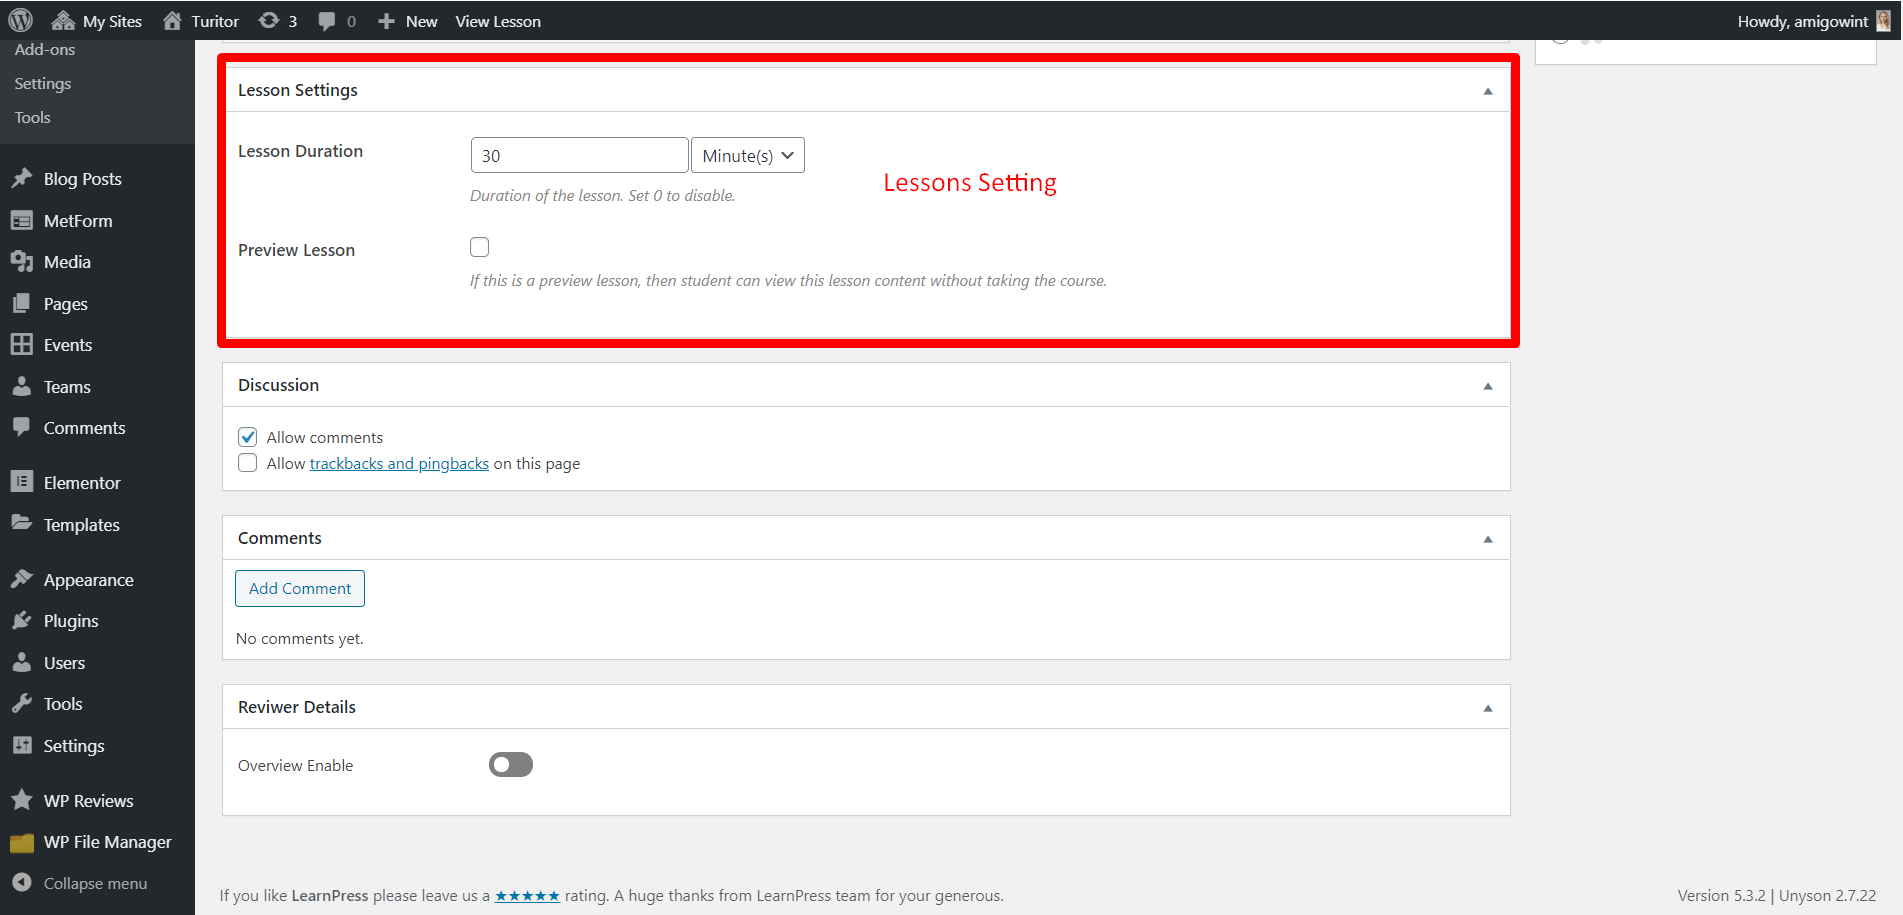 My Sites Turitor 3 0 New View Lesson Howdy, amigowint
Add-ons
Settings
Tools
Blog Posts
MetForm
Media
Pages
Events
Teams
Comments
Elementor
Templates
Appearance
Plugins
Users
Tools
Settings
WP Reviews
WP File Manager
Collapse menu
Lesson Settings
Lesson Duration 30 Minute(s)
Duration of the lesson. Set 0 to disable.
Lessons Setting
Preview Lesson
If this is a preview lesson, then student can view this lesson content without taking the course.
Discussion
Allow comments
Allow trackbacks and pingbacks on this page
Comments
Add Comment
No comments yet.
Reviwer Details
Overview Enable
If you like LearnPress please leave us a ★★★★★ rating. A huge thanks from LearnPress team for your generous.
Version 5.3.2 | Unyson 2.7.22